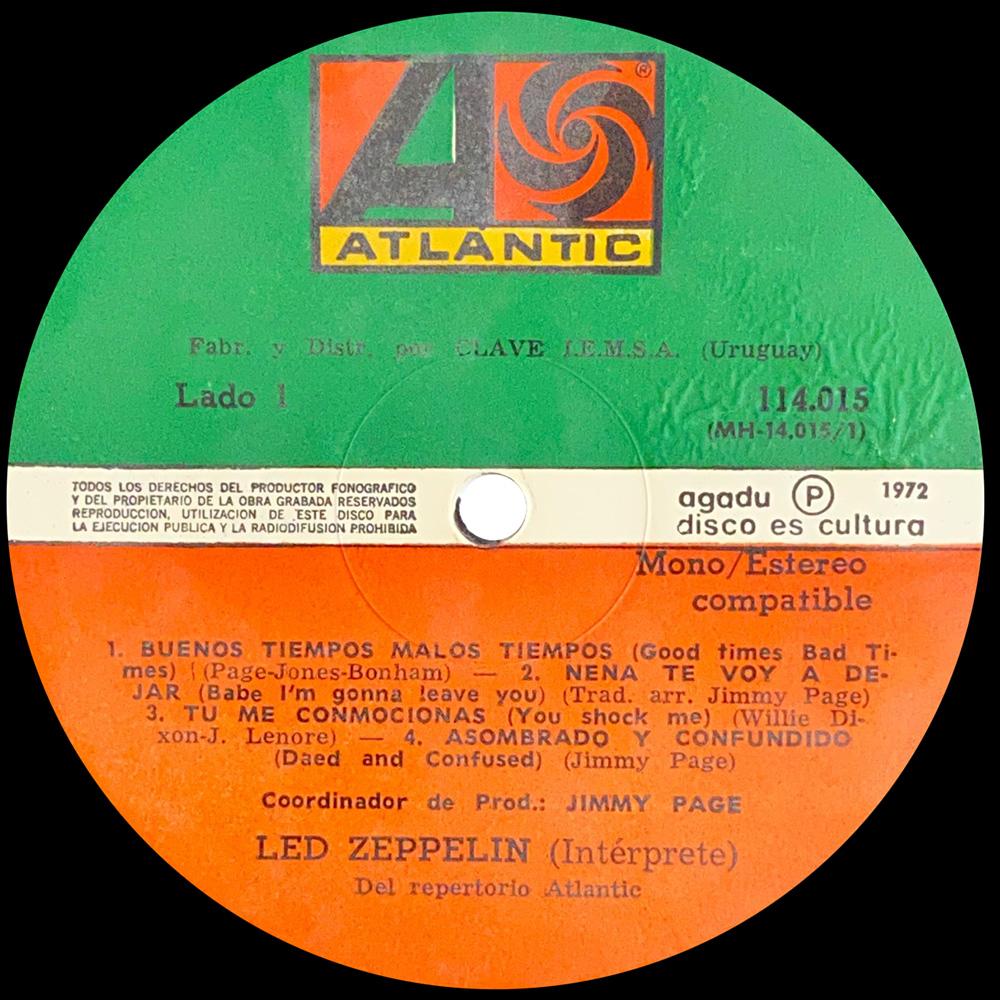 ®
ATLANTIC
Fabr. y Distr. por CLAVE I.E.M.S.A. (Uruguay)
Lado 1
114.015
(MH-14.015/1)
TODOS LOS DERECHOS DEL PRODUCTOR FONOGRAFICO
Y DEL PROPIETARIO DE LA OBRA GRABADA RESERVADOS
REPRODUCCION, UTILIZACION DE ESTE DISCO PARA
LA EJECUCION PUBLICA Y LA RADIODIFUSION PROHIBIDA
agadu Ⓟ 1972
disco es cultura
Mono/Estereo
compatible
1. BUENOS TIEMPOS MALOS TIEMPOS (Good times Bad Ti-
mes) (Page-Jones-Bonham) — 2. NENA TE VOY A DE-
JAR (Babe I'm gonna leave you) (Trad. arr. Jimmy Page)
3. TU ME CONMOCIONAS (You shock me) (Willie Di-
xon-J. Lenore) — 4. ASOMBRADO Y CONFUNDIDO
(Daed and Confused) (Jimmy Page)
Coordinador de Prod.: JIMMY PAGE
LED ZEPPELIN (Intérprete)
Del repertorio Atlantic